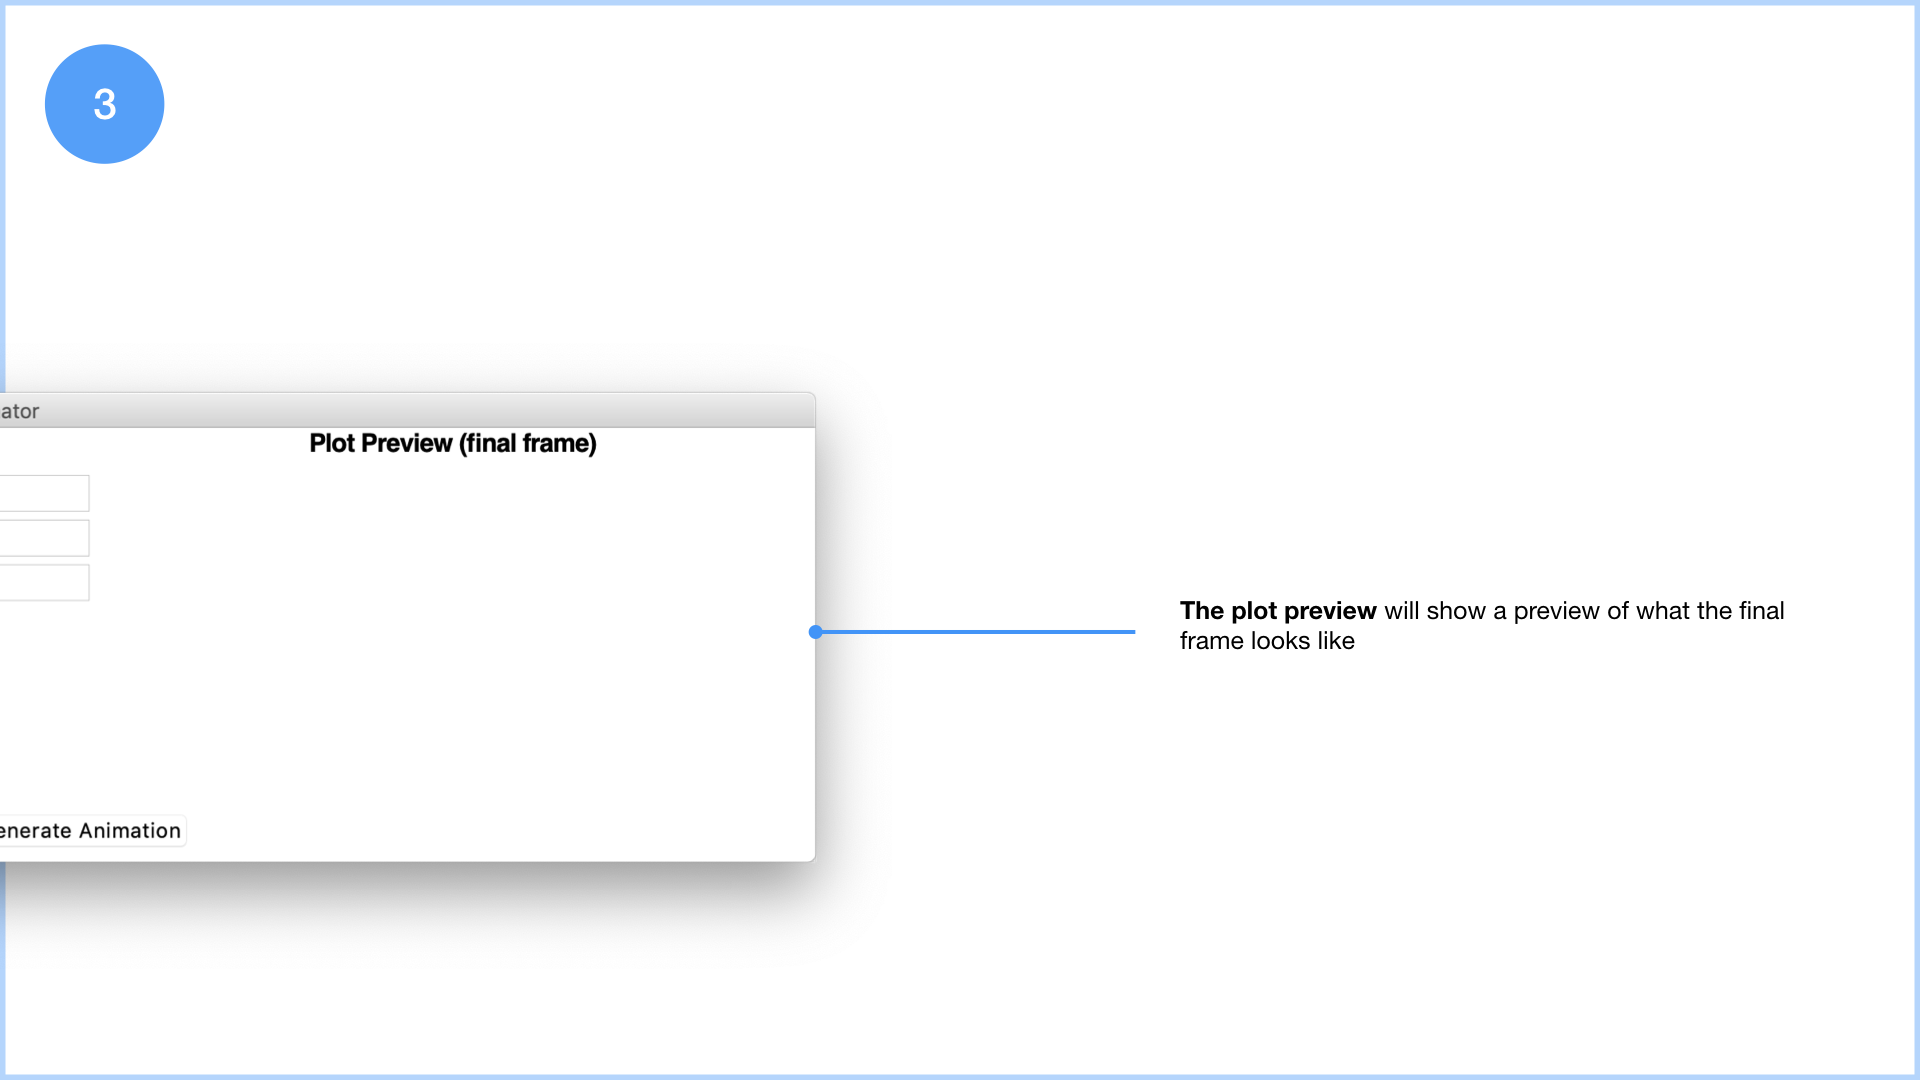 3
ator
Plot Preview (final frame)
The plot preview will show a preview of what the final
frame looks like
enerate Animation